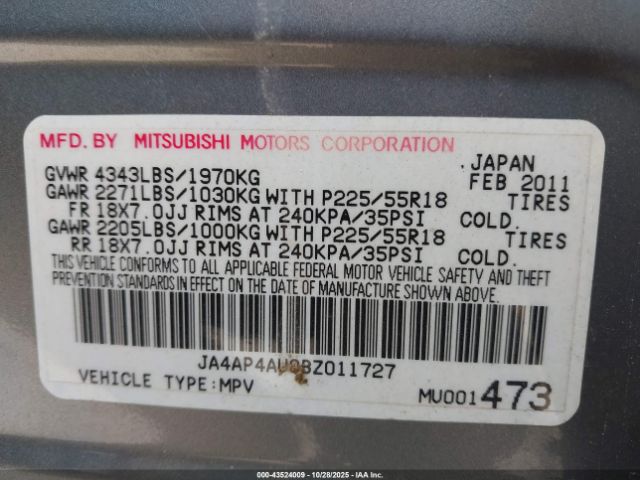 MFD. BY MITSUBISHI MOTORS CORPORATION
JAPAN
GVWR 4343LBS/1970KG FEB 2011
GAWR 2271LBS/1030KG WITH P225/55R18 TIRES
FR 18X7.0JJ RIMS AT 240KPA/35PSI COLD.
GAWR 2205LBS/1000KG WITH P225/55R18 TIRES
RR 18X7.0JJ RIMS AT 240KPA/35PSI COLD.
THIS VEHICLE CONFORMS TO ALL APPLICABLE FEDERAL MOTOR VEHICLE SAFETY AND THEFT
PREVENTION STANDARDS IN EFFECT ON THE DATE OF MANUFACTURE SHOWN ABOVE.
JA4AP4AU0BZ011727
VEHICLE TYPE:MPV MU001473
000-43524009 | 10/28/2025 | © Copyright 2025, IAA, Inc.